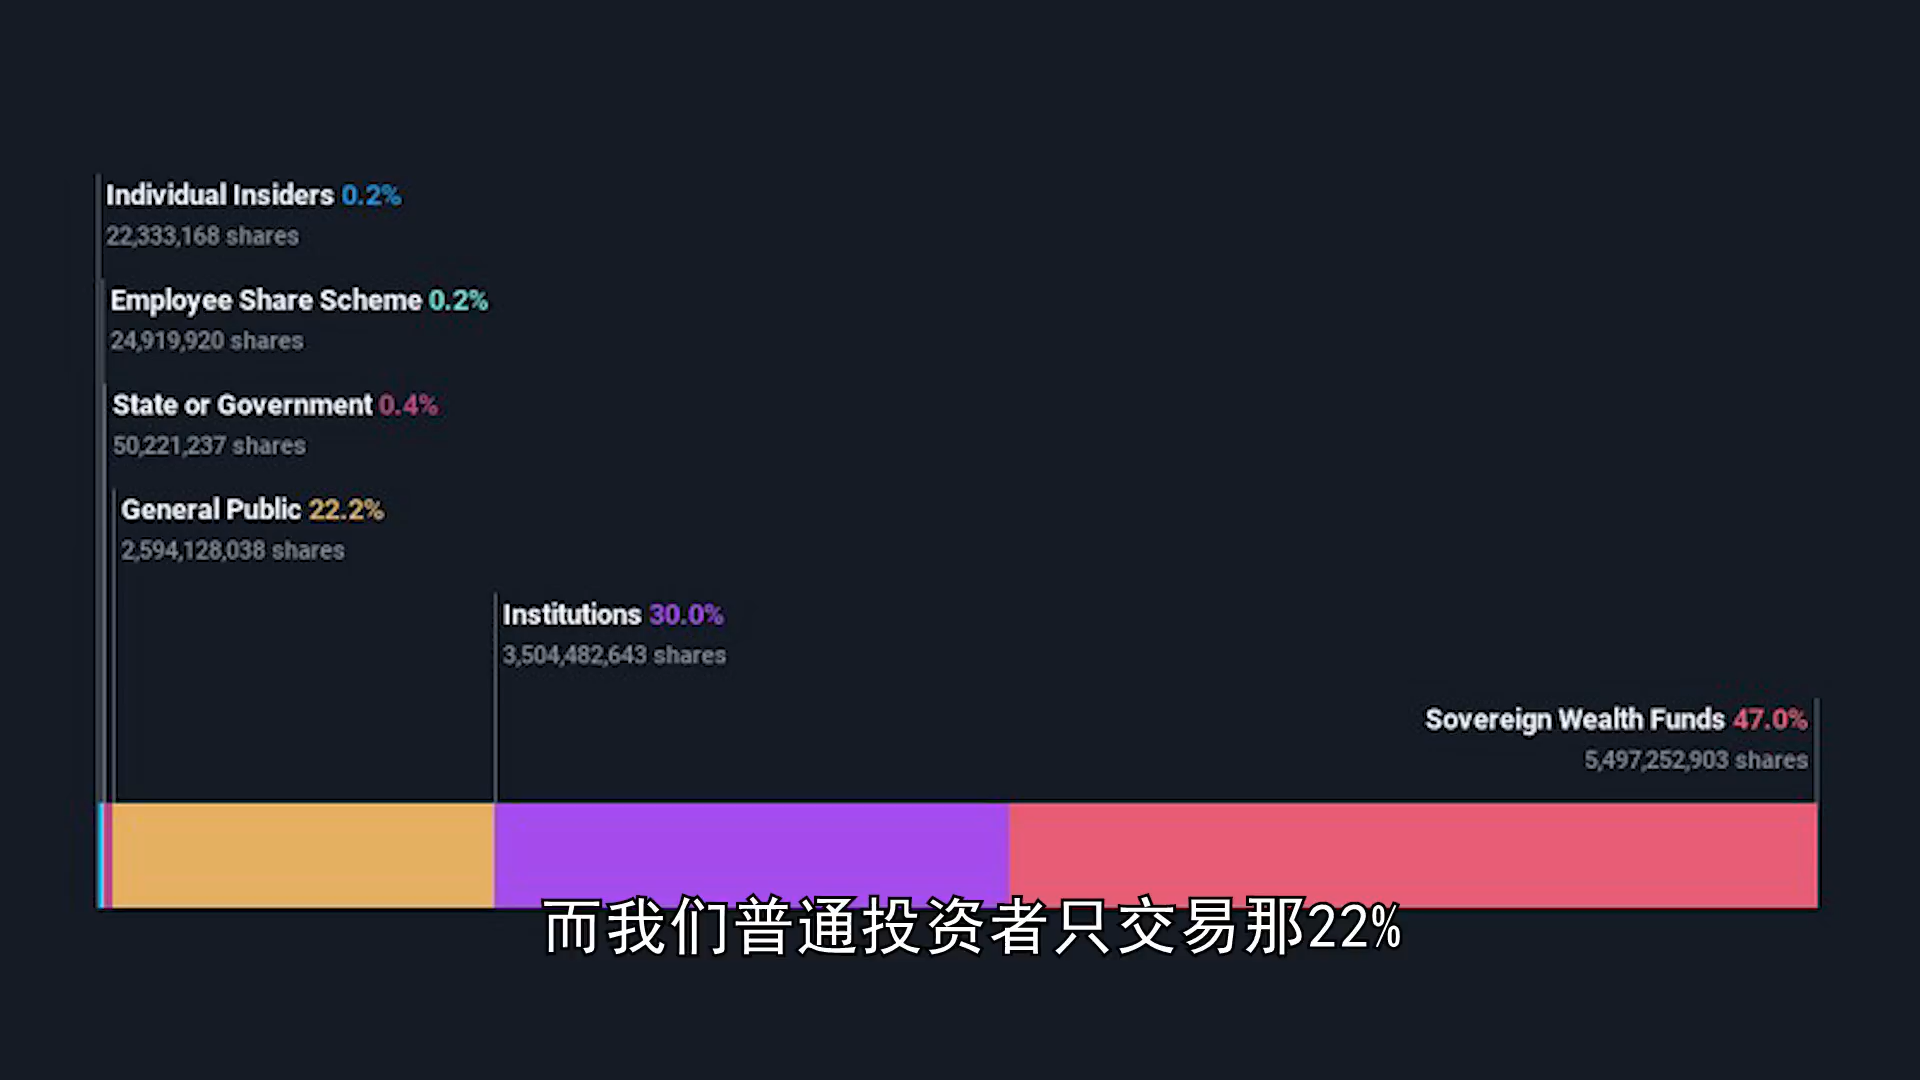 Individual Insiders 0.2%
22,333,168 shares
Employee Share Scheme 0.2%
24,919,920 shares
State or Government 0.4%
50,221,237 shares
General Public 22.2%
2,594,128,038 shares
Institutions 30.0%
3,504,482,643 shares
Sovereign Wealth Funds 47.0%
5,497,252,903 shares
而我们普通投资者只交易那22%